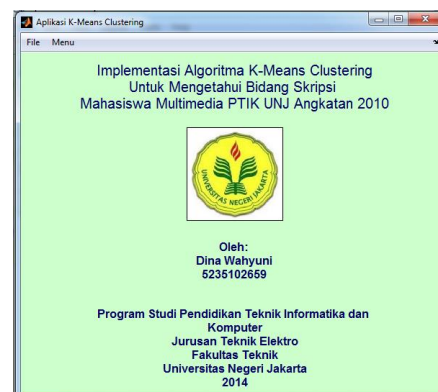 Aplikasi K-Means Clustering
File Menu
Implementasi Algoritma K-Means Clustering
Untuk Mengetahui Bidang Skripsi
Mahasiswa Multimedia PTIK UNJ Angkatan 2010
UNIVERSITAS NEGERI JAKARTA
Oleh:
Dina Wahyuni
5235102659
Program Studi Pendidikan Teknik Informatika dan
Komputer
Jurusan Teknik Elektro
Fakultas Teknik
Universitas Negeri Jakarta
2014